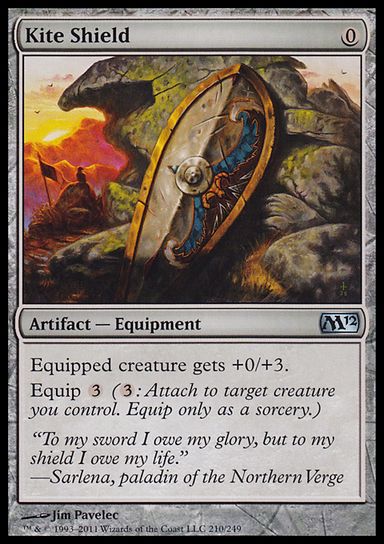 Kite Shield 0
Artifact — Equipment M12
Equipped creature gets +0/+3.
Equip 3 (3: Attach to target creature
you control. Equip only as a sorcery.)
“To my sword I owe my glory, but to my
shield I owe my life.”
—Sarlena, paladin of the Northern Verge
Jim Pavelec
™ & © 1993–2011 Wizards of the Coast LLC 210/249